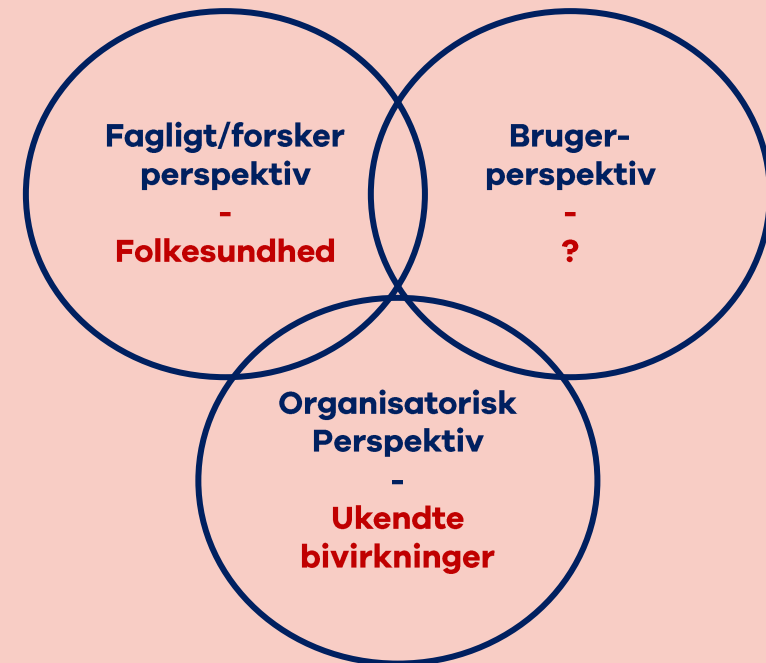 Fagligt/forsker
perspektiv
-
Folkesundhed
Bruger-
perspektiv
-
?
Organisatorisk
Perspektiv
-
Ukendte
bivirkninger